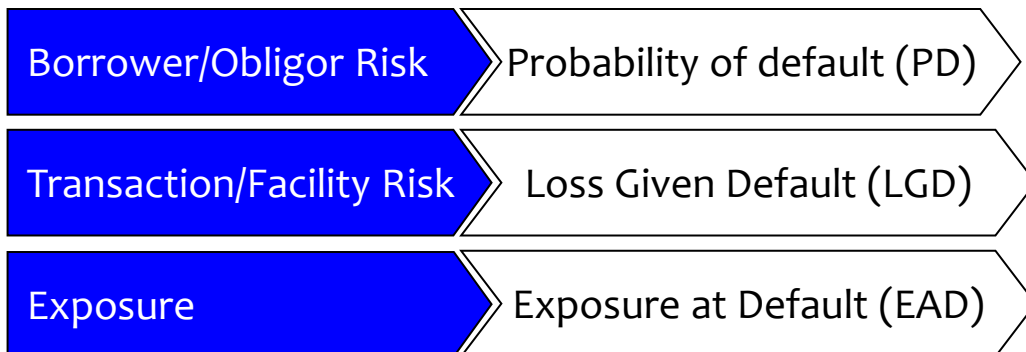 Borrower/Obligor Risk
Probability of default (PD)
Transaction/Facility Risk
Loss Given Default (LGD)
Exposure
Exposure at Default (EAD)